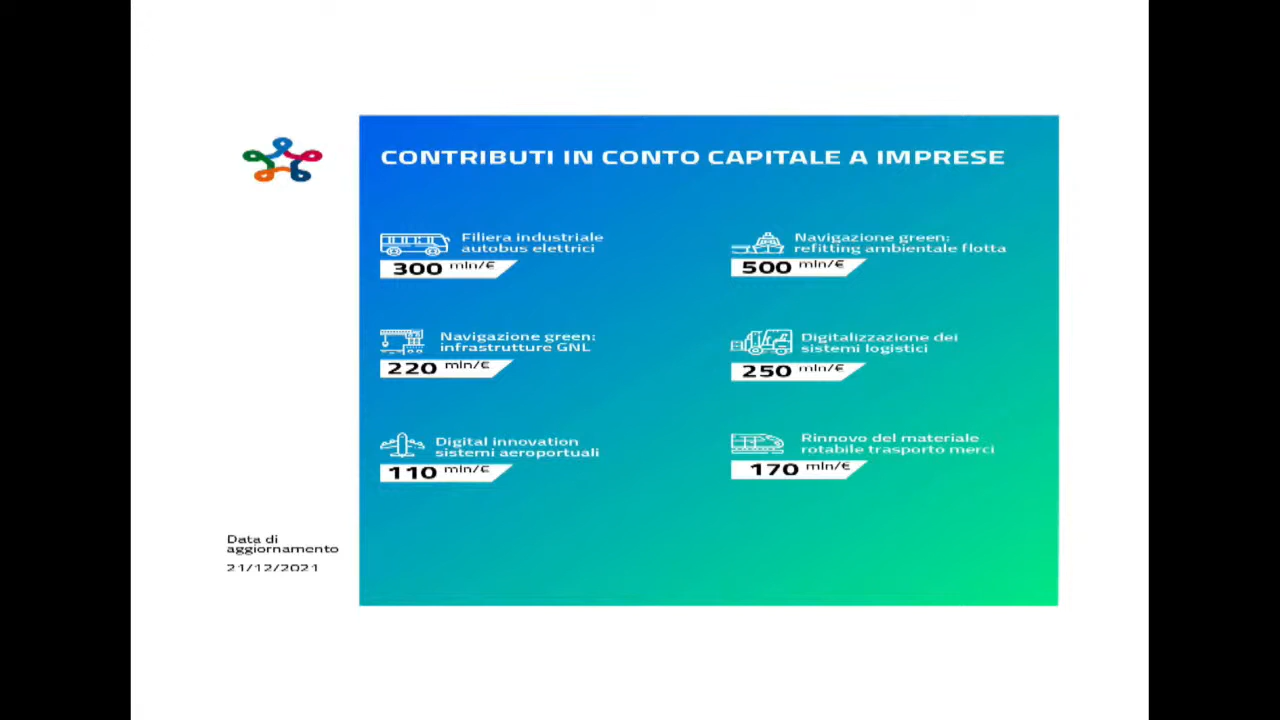 CONTRIBUTI IN CONTO CAPITALE A IMPRESE
Filiera industriale
autobus elettrici
300 mln/€
Navigazione green:
refitting ambientale flotta
500 mln/€
Navigazione green:
infrastrutture GNL
220 mln/€
Digitalizzazione dei
sistemi logistici
250 mln/€
Digital innovation
sistemi aeroportuali
110 mln/€
Rinnovo del materiale
rotabile trasporto merci
170 mln/€
Data di
aggiornamento
21/12/2021